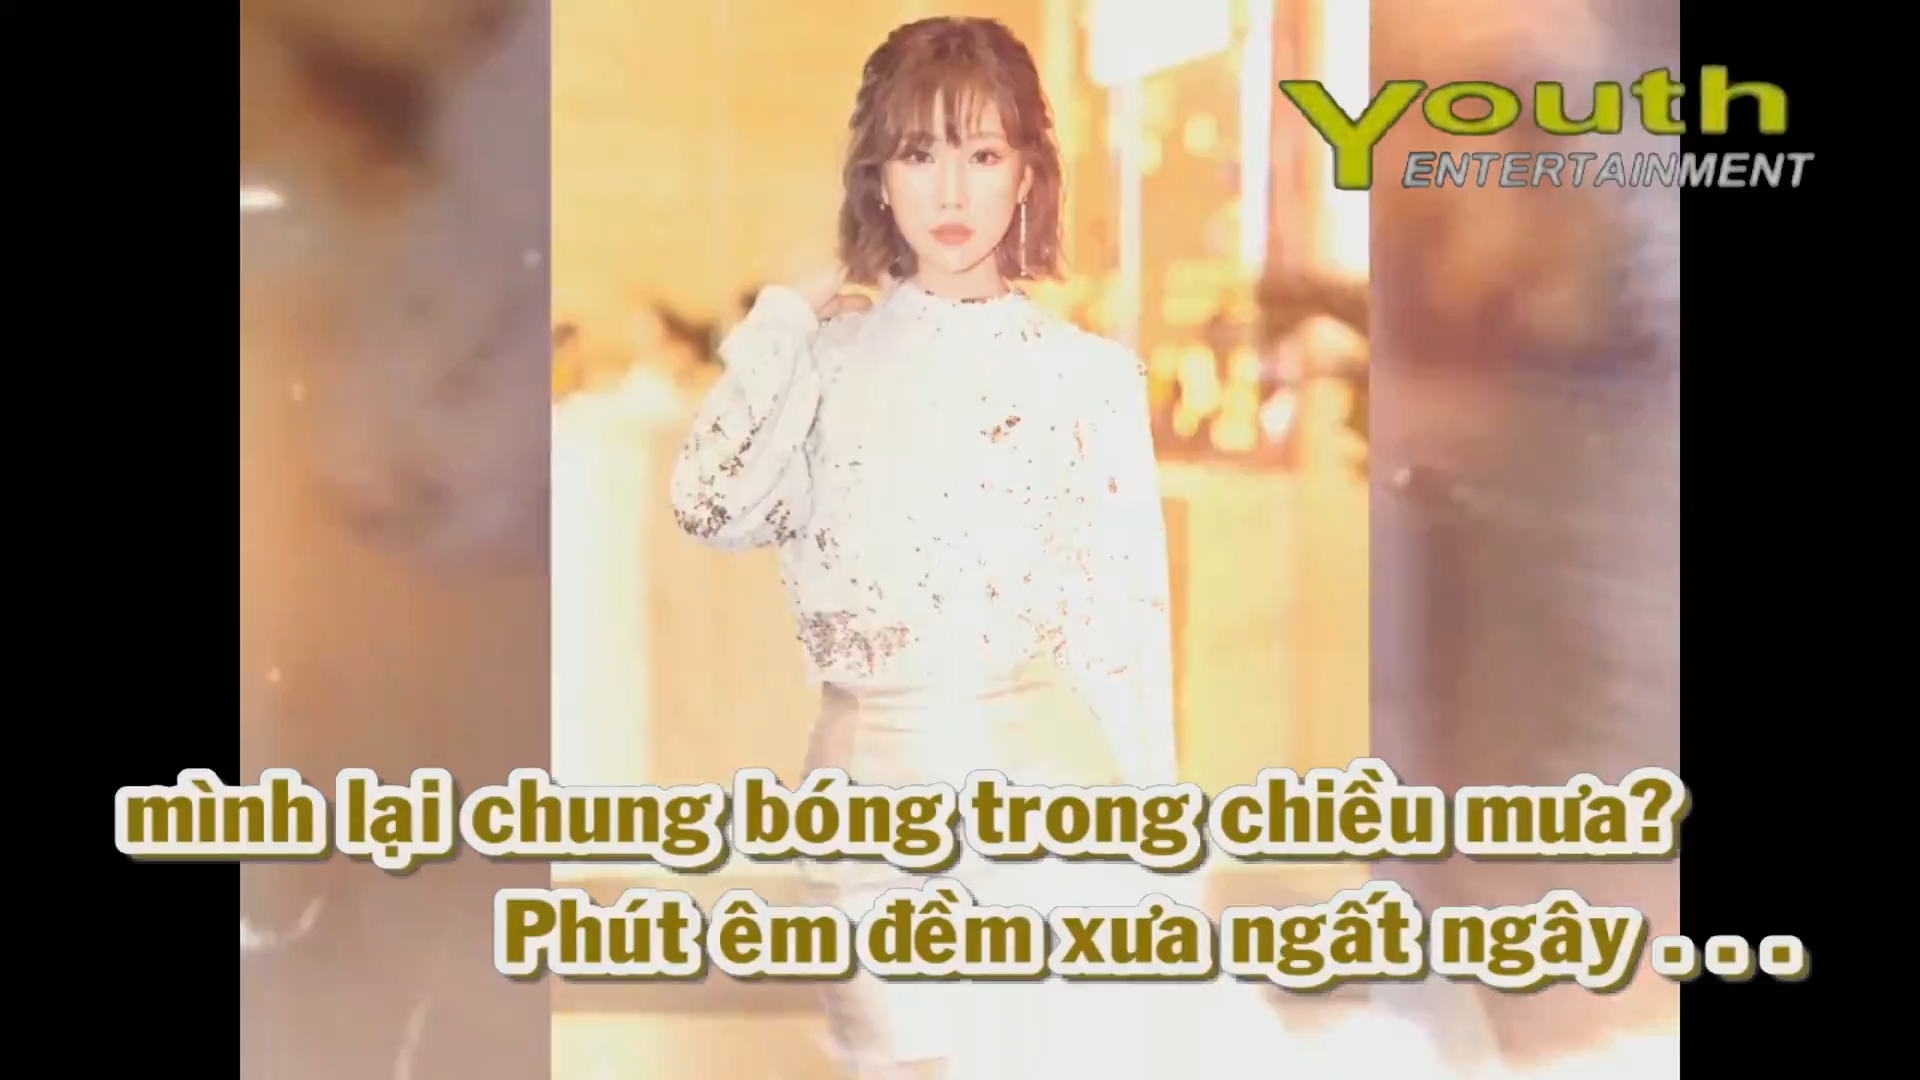 Youth
ENTERTAINMENT
mình lại chung bóng trong chiều mưa?
Phút êm đềm xưa ngất ngây . . .